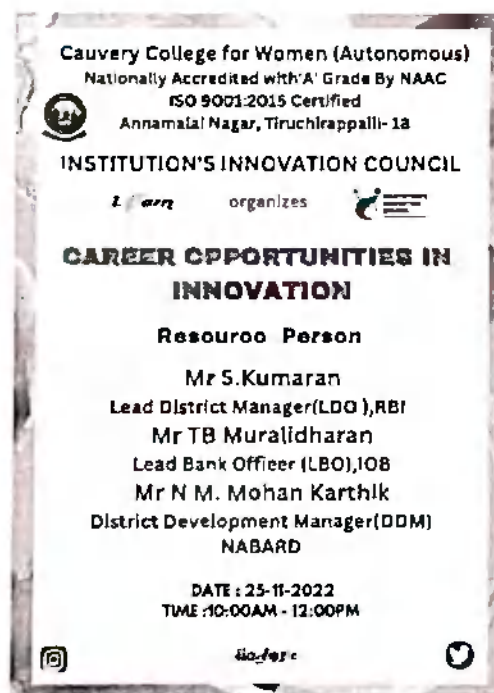 Cauvery College for Women (Autonomous)
Nationally Accredited with 'A' Grade By NAAC
ISO 9001:2015 Certified
Annamalai Nagar, Tiruchirappalli- 18
INSTITUTION'S INNOVATION COUNCIL
organizes
CAREER OPPORTUNITIES IN
INNOVATION
Resource Person
Mr S.Kumaran
Lead District Manager(LDO ),RBI
Mr TB Muralidharan
Lead Bank Officer (LBO),IOB
Mr N M. Mohan Karthik
District Development Manager(DDM)
NABARD
DATE : 25-11-2022
TIME :10:00AM - 12:00PM